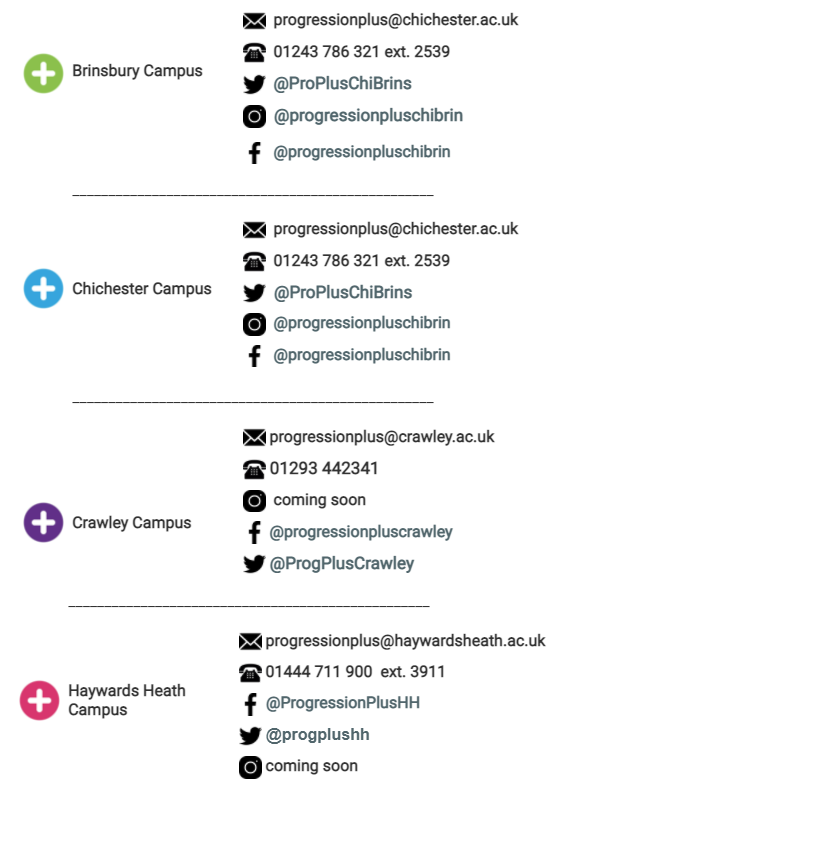 progressionplus@chichester.ac.uk
01243 786 321 ext. 2539
Brinsbury Campus
@ProPlusChiBrins
@progressionpluschibrin
@progressionpluschibrin
progressionplus@chichester.ac.uk
01243 786 321 ext. 2539
Chichester Campus
@ProPlusChiBrins
@progressionpluschibrin
@progressionpluschibrin
progressionplus@crawley.ac.uk
01293 442341
coming soon
Crawley Campus
@progressionpluscrawley
@ProgPlusCrawley
progressionplus@haywardsheath.ac.uk
01444 711 900 ext. 3911
Haywards Heath
Campus
@ProgressionPlusHH
@progplushh
coming soon